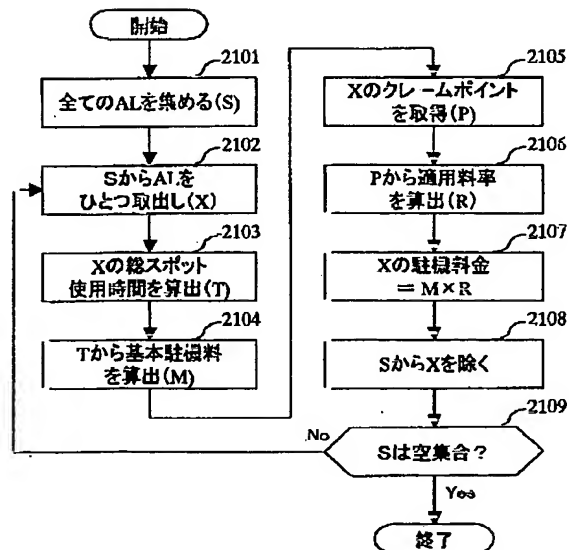 開始
2101
全てのALを集める(S)
2102
SからALを
ひとつ取出し(X)
2103
Xの総スポット
使用時間を算出(T)
2104
Tから基本駐機料
を算出(M)
2105
Xのクレームポイント
を取得(P)
2106
Pから適用料率
を算出(R)
2107
Xの駐機料金
=M×R
2108
SからXを除く
2109
Sは空集合?
No
Yes
終了